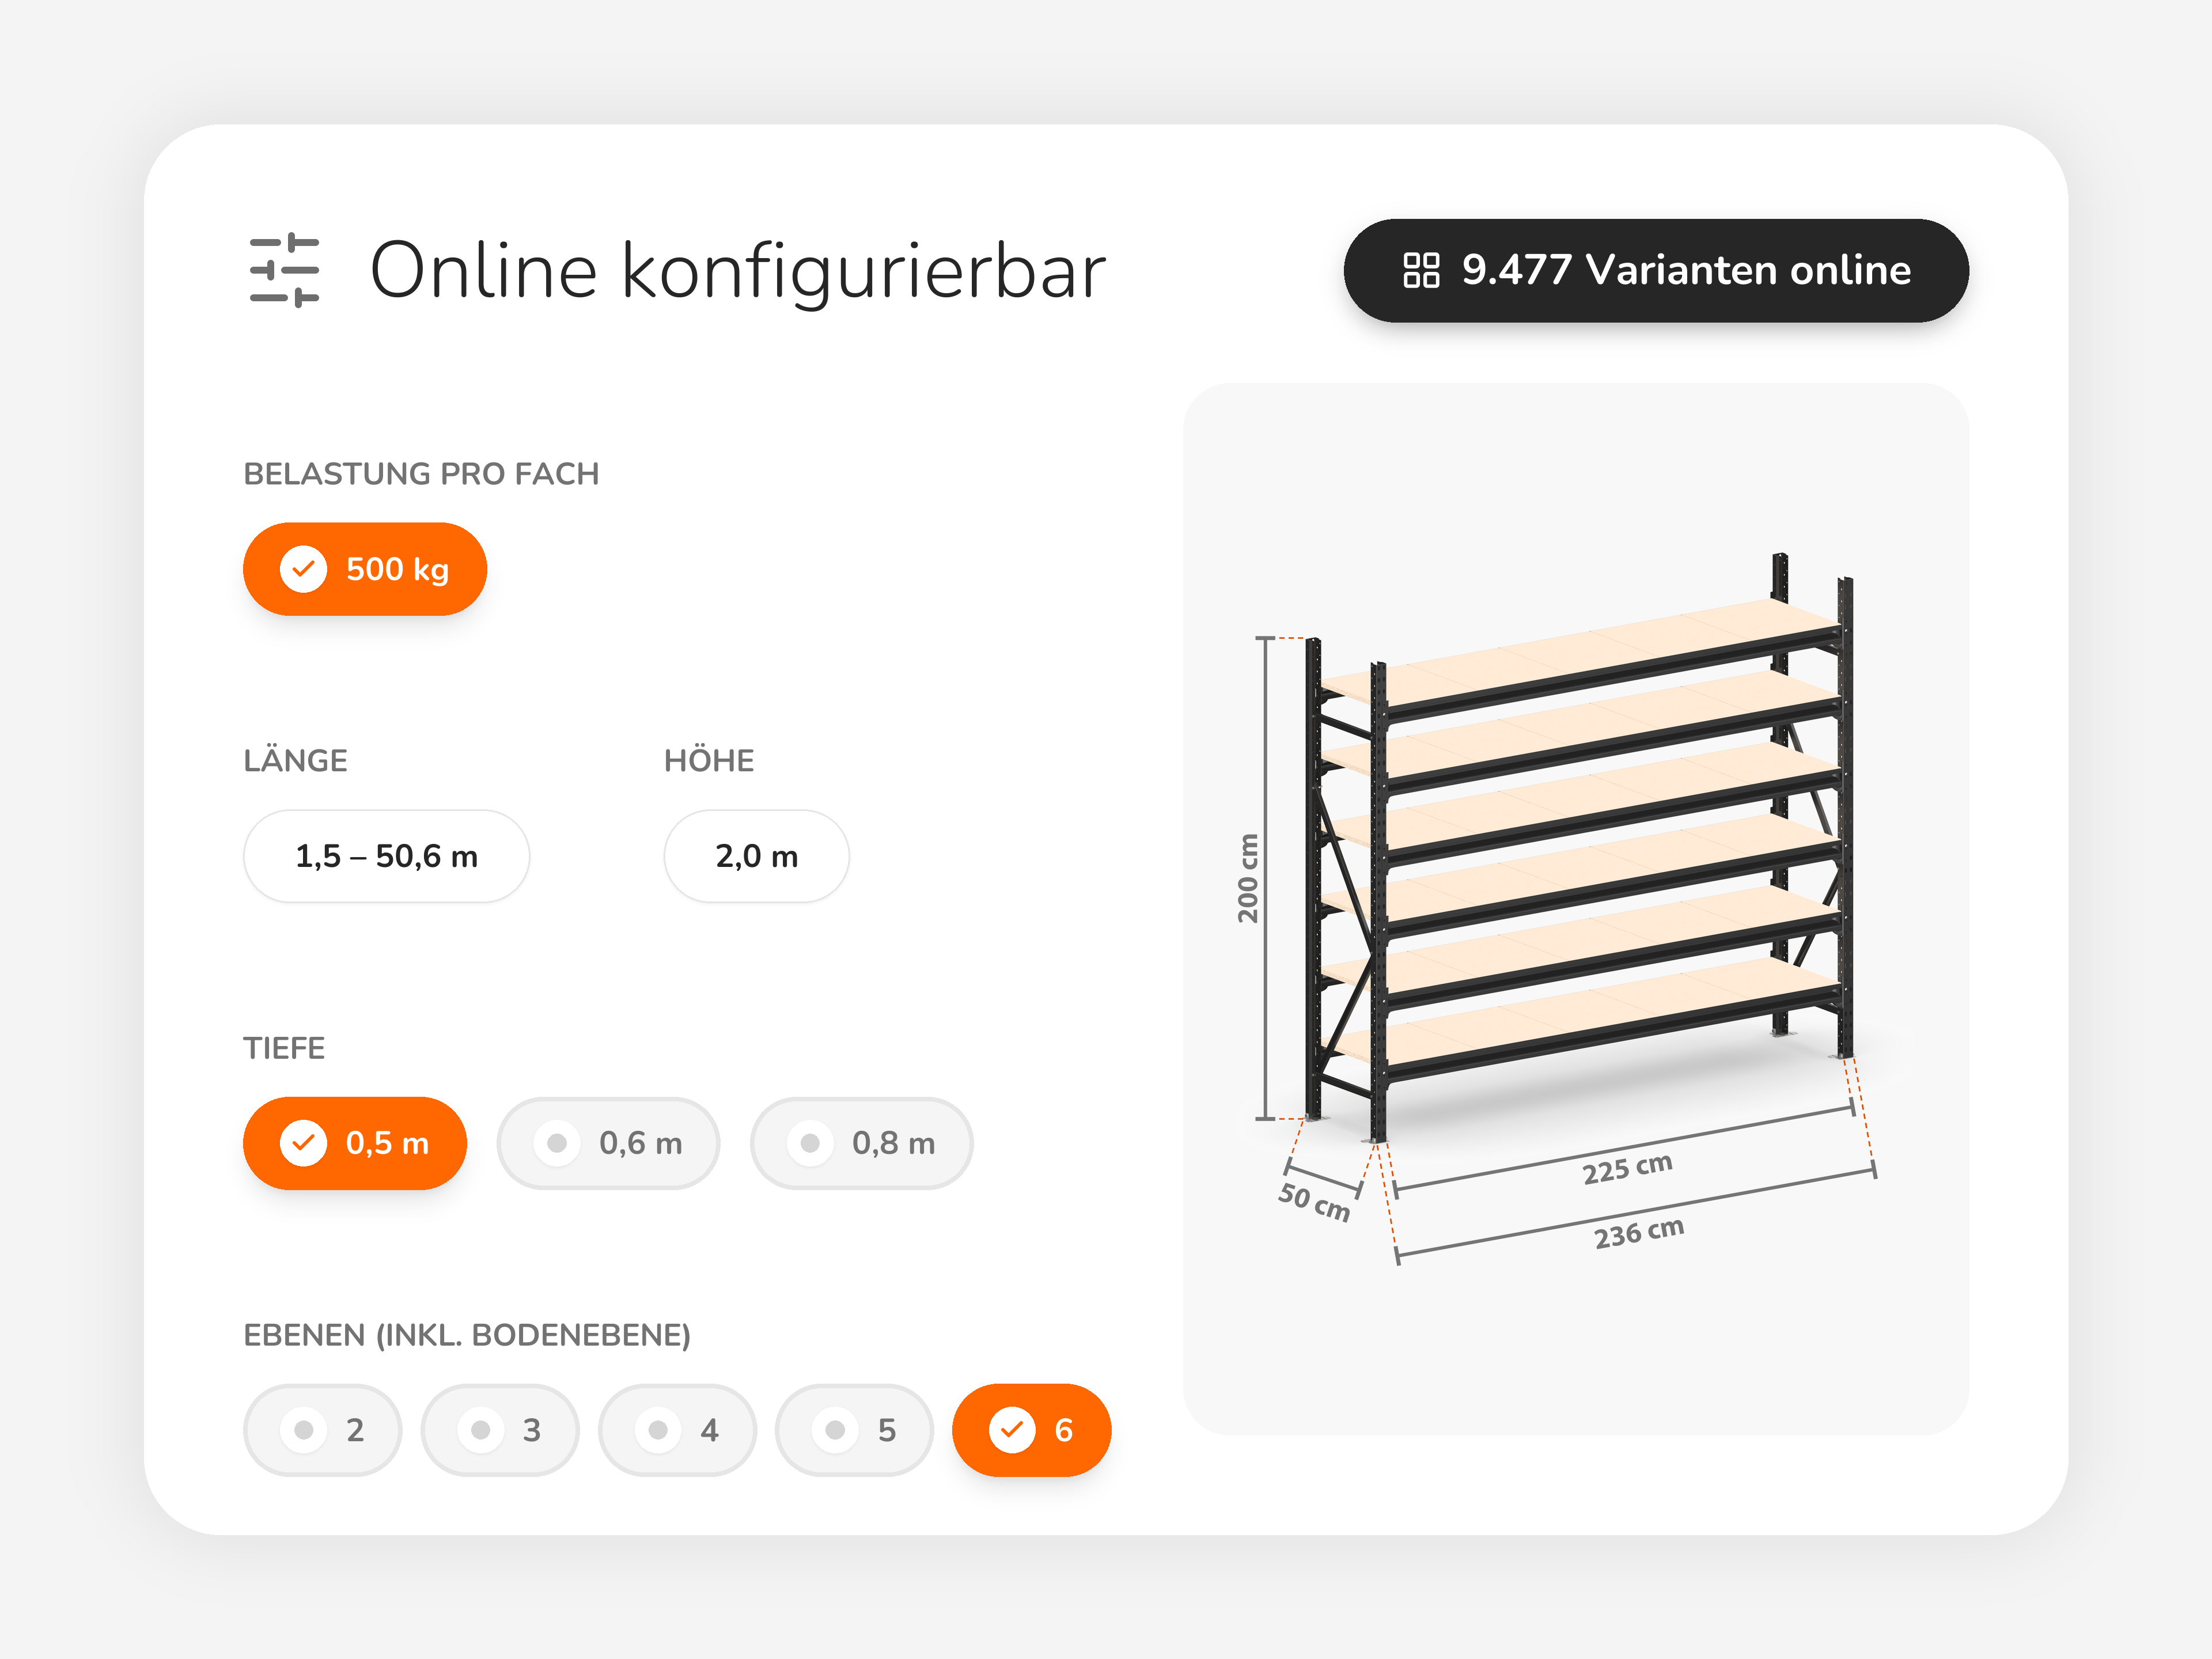 Online konfigurierbar
9.477 Varianten online
BELASTUNG PRO FACH
500 kg
LÄNGE
HÖHE
1,5 – 50,6 m
2,0 m
TIEFE
0,5 m
0,6 m
0,8 m
EBENEN (INKL. BODENEBENE)
2
3
4
5
6
200 cm
50 cm
225 cm
236 cm